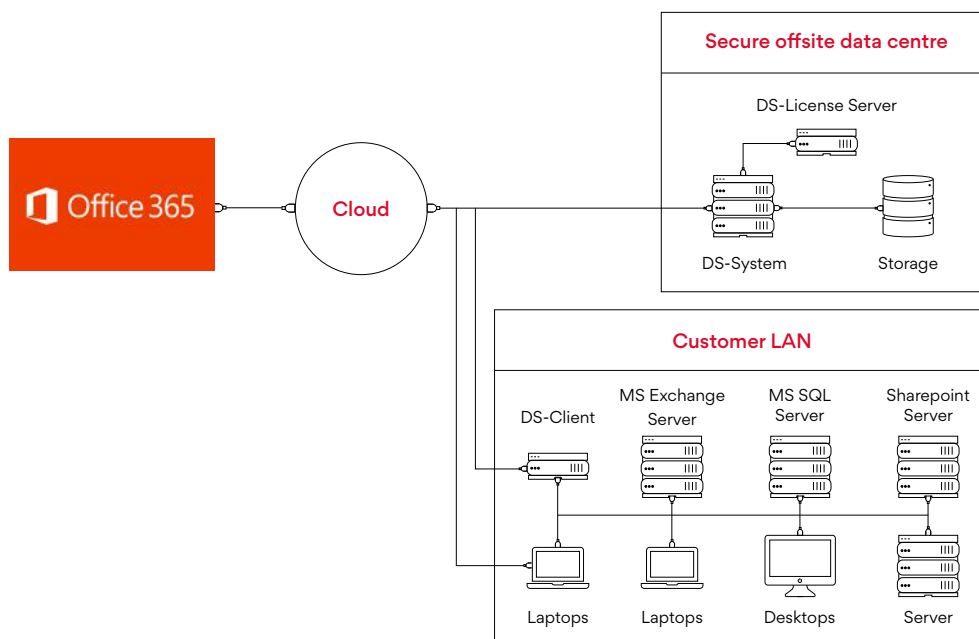 Secure offsite data centre
DS-License Server
Office 365
Cloud
DS-System
Storage
Customer LAN
DS-Client
MS Exchange
Server
MS SQL
Server
Sharepoint
Server
Laptops
Laptops
Desktops
Server